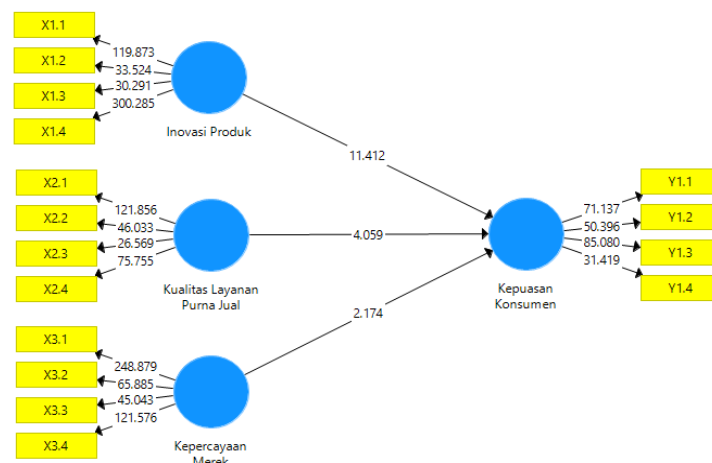 X1.1
X1.2
X1.3
X1.4
119.873
33.524
30.291
300.285
Inovasi Produk
11.412
X2.1
X2.2
X2.3
X2.4
121.856
46.033
26.569
75.755
Kualitas Layanan
Purna Jual
4.059
X3.1
X3.2
X3.3
X3.4
248.879
65.885
45.043
121.576
Kepercayaan
Merek
2.174
Kepuasan
Konsumen
71.137
50.396
85.080
31.419
Y1.1
Y1.2
Y1.3
Y1.4